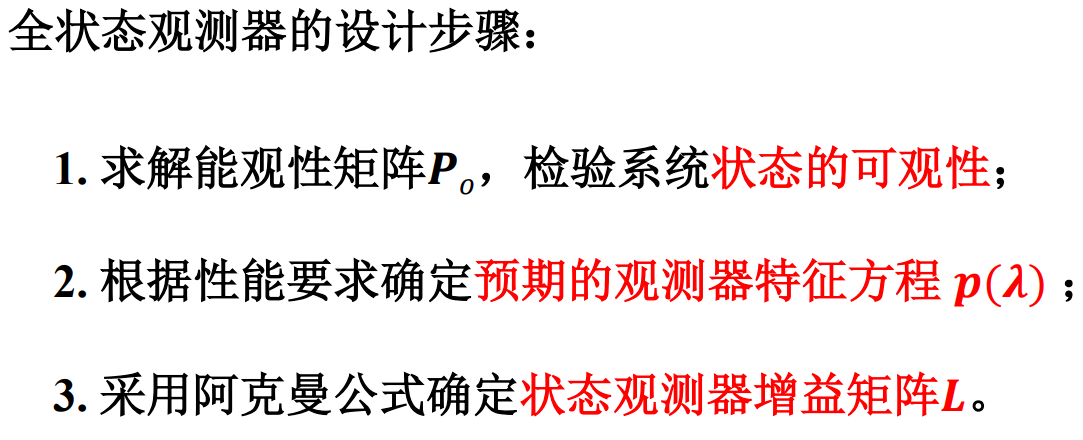 全状态观测器的设计步骤：
1. 求解能观性矩阵Pₒ，检验系统状态的可观性；
2. 根据性能要求确定预期的观测器特征方程 p(λ) ；
3. 采用阿克曼公式确定状态观测器增益矩阵L。